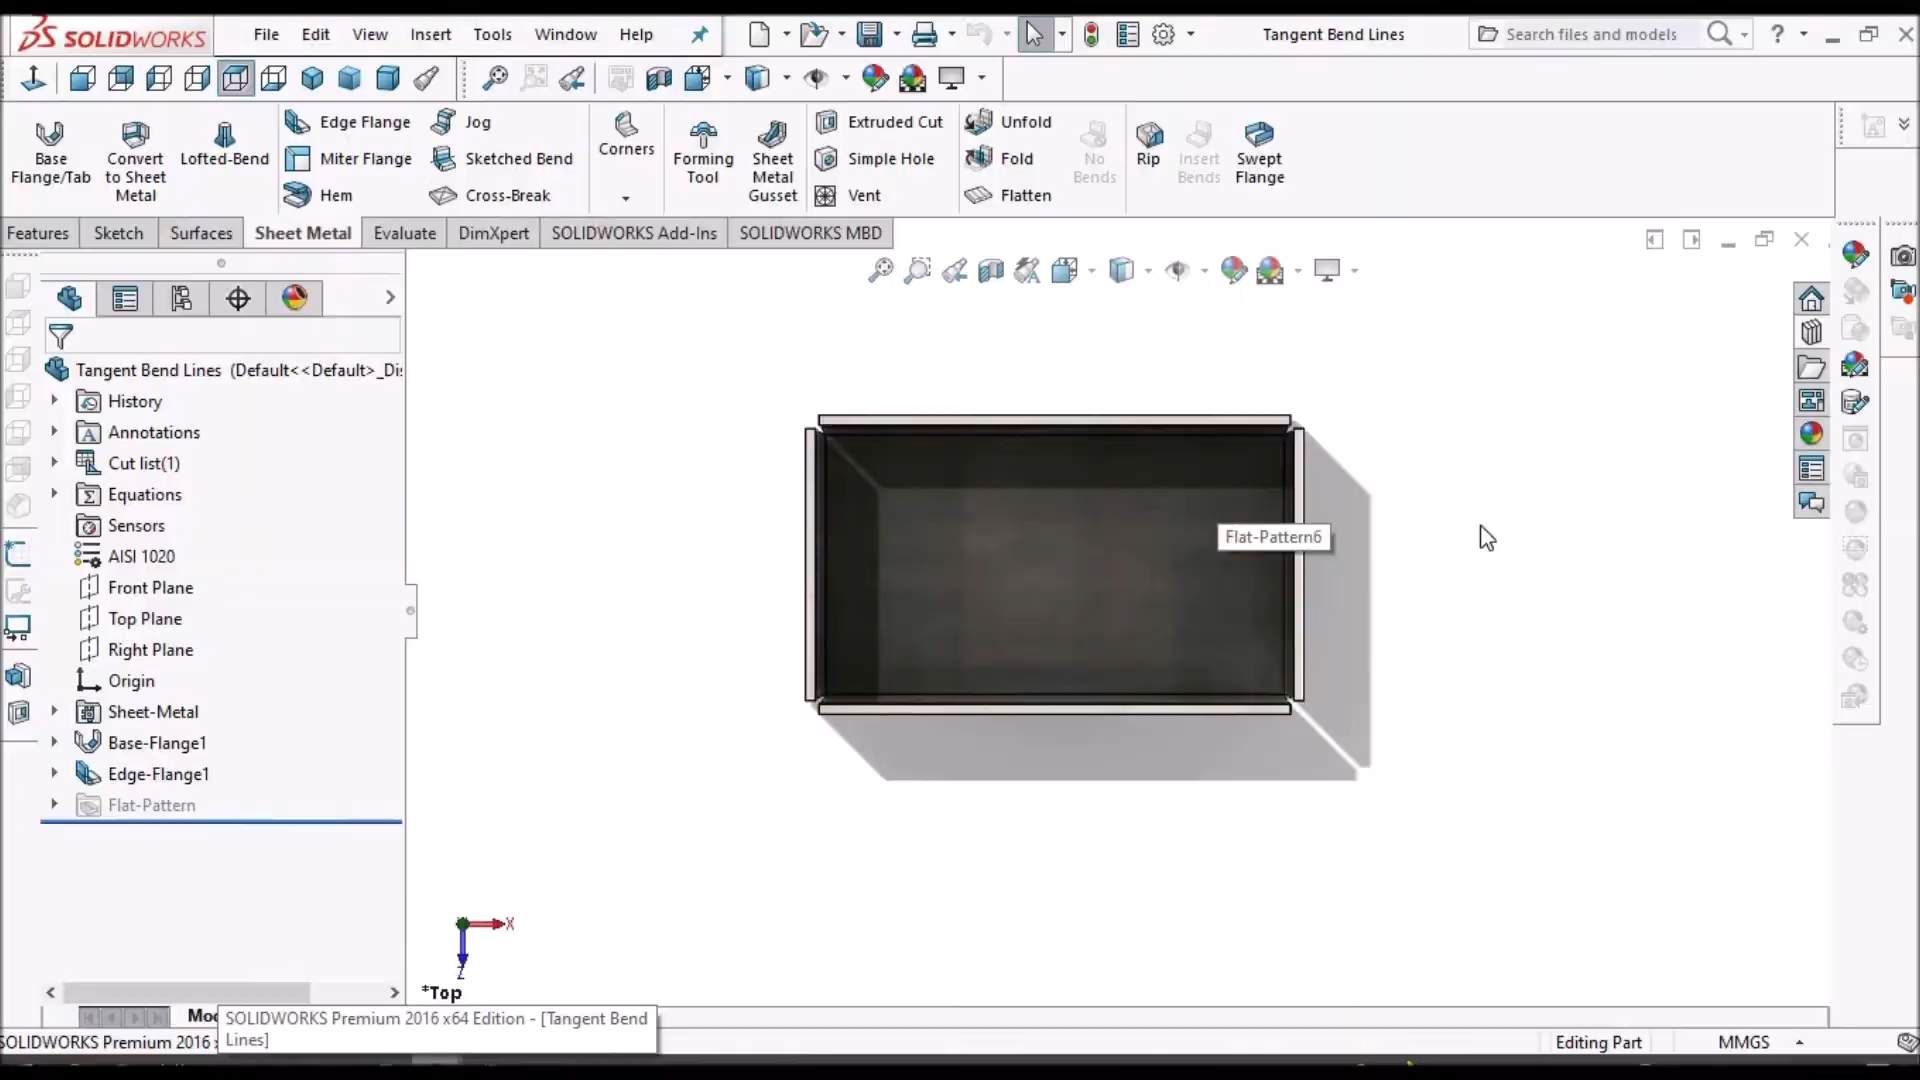 SOLIDWORKS
File Edit View Insert Tools Window Help
Tangent Bend Lines
Search files and models
?
Base Flange/Tab
Convert to Sheet Metal
Lofted-Bend
Edge Flange
Miter Flange
Hem
Jog
Sketched Bend
Cross-Break
Corners
Forming Tool
Sheet Metal Gusset
Extruded Cut
Simple Hole
Vent
Unfold
Fold
Flatten
No Bends
Rip
Insert Bends
Swept Flange
Features Sketch Surfaces Sheet Metal Evaluate DimXpert SOLIDWORKS Add-Ins SOLIDWORKS MBD
Tangent Bend Lines (Default<<Default>_Di
History
Annotations
Cut list(1)
Equations
Sensors
AISI 1020
Front Plane
Top Plane
Right Plane
Origin
Sheet-Metal
Base-Flange1
Edge-Flange1
Flat-Pattern
Flat-Pattern6
X
Z
*Top
SOLIDWORKS Premium 2016 x64 Edition - [Tangent Bend
Lines]
SOLIDWORKS Premium 2016
Editing Part
MMGS